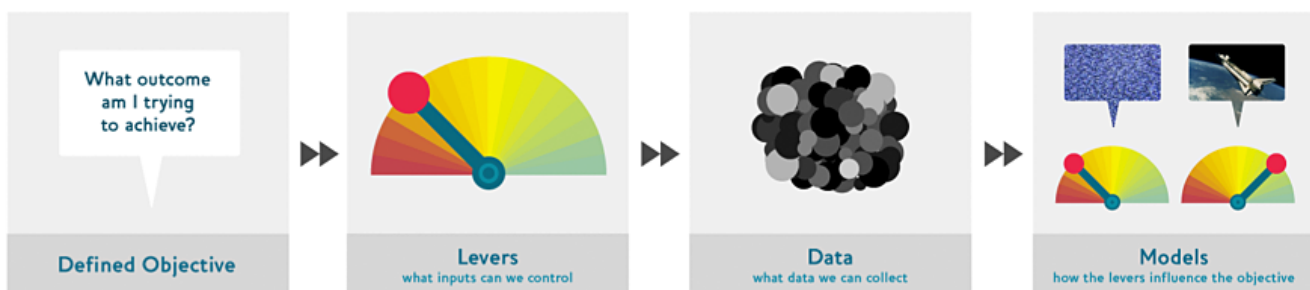 What outcome
am I trying
to achieve?
Defined Objective
Levers
what inputs can we control
Data
what data we can collect
Models
how the levers influence the objective